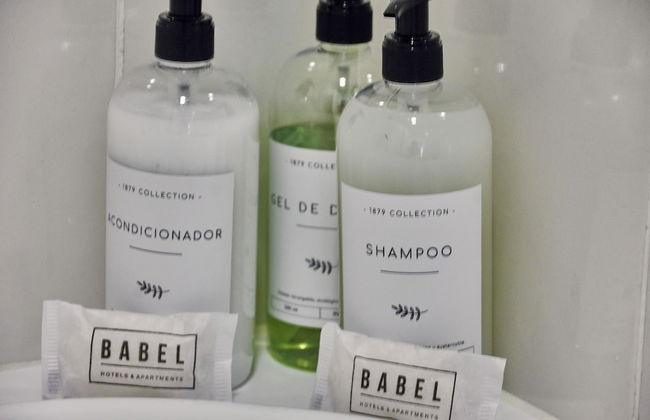 · 1879 COLLECTION ·
ACONDICIONADOR
· 1879 COLLE
GEL DE D
· 1879 COLLECTION ·
SHAMPOO
BABEL
HOTELS & APARTMENTS
BABEL
HOTELS & APARTMENTS